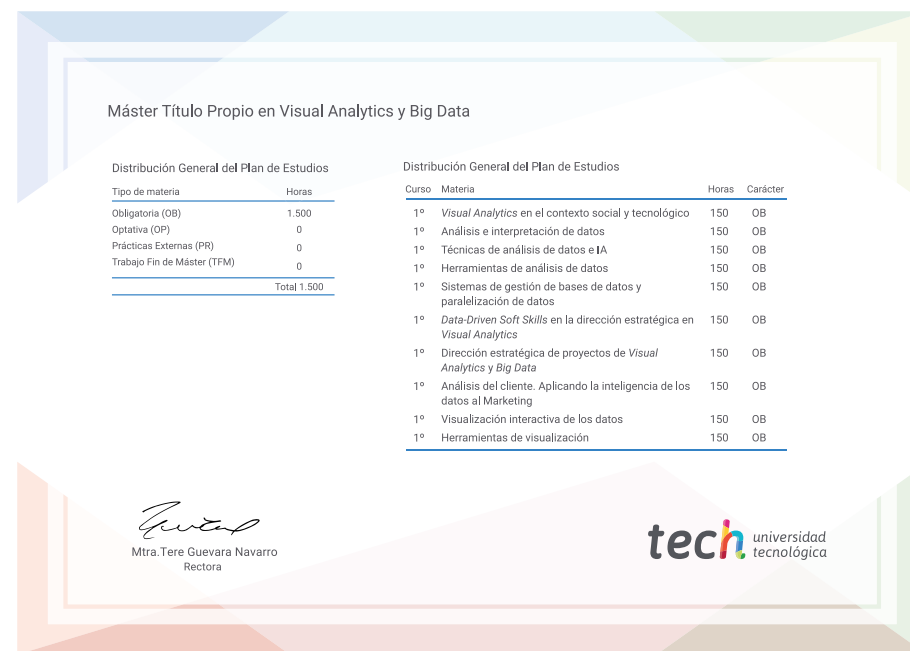 Máster Título Propio en Visual Analytics y Big Data
Distribución General del Plan de Estudios
Tipo de materia Horas
Obligatoria (OB) 1.500
Optativa (OP) 0
Prácticas Externas (PR) 0
Trabajo Fin de Máster (TFM) 0
Total 1.500
Distribución General del Plan de Estudios
Curso Materia Horas Carácter
1º Visual Analytics en el contexto social y tecnológico 150 OB
1º Análisis e interpretación de datos 150 OB
1º Técnicas de análisis de datos e IA 150 OB
1º Herramientas de análisis de datos 150 OB
1º Sistemas de gestión de bases de datos y 150 OB
paralelización de datos
1º Data-Driven Soft Skills en la dirección estratégica en 150 OB
Visual Analytics
1º Dirección estratégica de proyectos de Visual 150 OB
Analytics y Big Data
1º Análisis del cliente. Aplicando la inteligencia de los 150 OB
datos al Marketing
1º Visualización interactiva de los datos 150 OB
1º Herramientas de visualización 150 OB
Mtra.Tere Guevara Navarro
Rectora
tech universidad
tecnológica